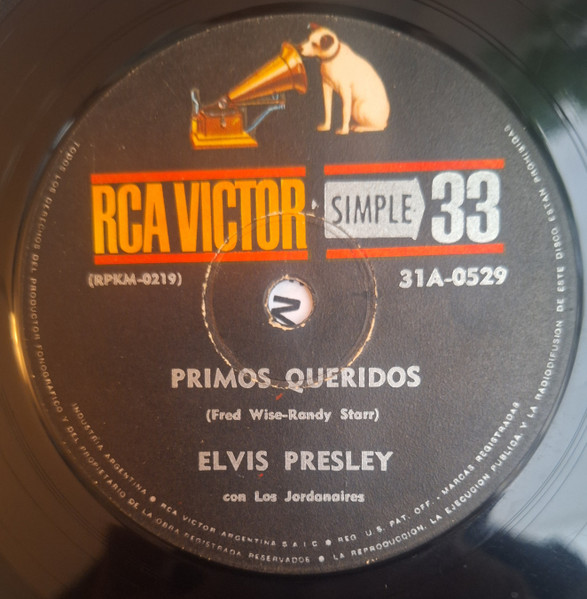 RCA VICTOR
SIMPLE 33
(RPKM-0219)
31A-0529
PRIMOS QUERIDOS
(Fred Wise-Randy Starr)
ELVIS PRESLEY
con Los Jordanaires
TODOS LOS DERECHOS DEL PRODUCTOR FONOGRAFICO Y DEL PROPIETARIO DE LA OBRA REGISTRADA RESERVADOS ● LA REPRODUCCION, LA EJECUCION PUBLICA, Y LA RADIODIFUSION DE ESTE DISCO ESTAN PROHIBIDAS
INDUSTRIA ARGENTINA ● RCA VICTOR ARGENTINA S A I C ● REG. U.S. PAT. OFF. - MARCAS REGISTRADAS